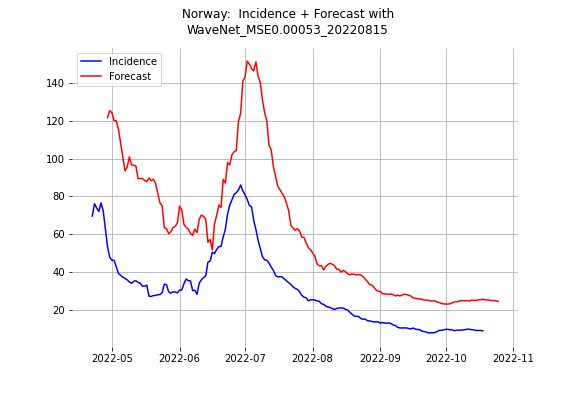 Norway:  Incidence + Forecast with
WaveNet_MSE0.00053_20220815
Incidence
Forecast
140
120
100
80
60
40
20
2022-05 2022-06 2022-07 2022-08 2022-09 2022-10 2022-11